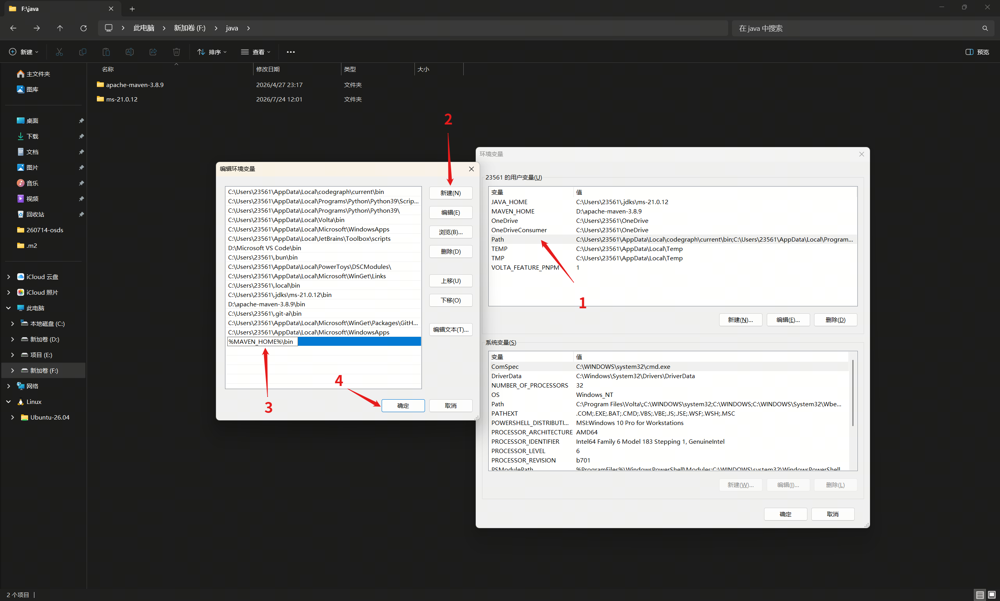 F:\java
此电脑 新加卷 (F:) java
在 java 中搜索
新建 排序 查看 预览
名称 修改日期 类型 大小
apache-maven-3.8.9 2026/4/27 23:17 文件夹
ms-21.0.12 2026/7/24 12:01 文件夹
主文件夹
图库
桌面
下载
文档
图片
音乐
视频
回收站
260714-osds
.m2
iCloud 云盘
iCloud 照片
此电脑
本地磁盘 (C:)
新加卷 (D:)
项目 (E:)
新加卷 (F:)
网络
Linux
Ubuntu-26.04
2 个项目
2
编辑环境变量
C:\Users\23561\AppData\Local\codegraph\current\bin
C:\Users\23561\AppData\Local\Programs\Python\Python39\Scrip...
C:\Users\23561\AppData\Local\Programs\Python\Python39\
C:\Users\23561\AppData\Local\Volta\bin
C:\Users\23561\AppData\Local\Microsoft\WindowsApps
C:\Users\23561\AppData\Local\JetBrains\Toolbox\scripts
D:\Microsoft VS Code\bin
C:\Users\23561\.bun\bin
C:\Users\23561\AppData\Local\PowerToys\DSCModules\
C:\Users\23561\AppData\Local\Microsoft\WinGet\Links
C:\Users\23561\.local\bin
C:\Users\23561\.jdks\ms-21.0.12\bin
D:\apache-maven-3.8.9\bin
C:\Users\23561\.git-ai\bin
C:\Users\23561\AppData\Local\Microsoft\WinGet\Packages\GitH...
C:\Users\23561\AppData\Local\Microsoft\WindowsApps
%MAVEN_HOME%\bin
新建(N)
编辑(E)
浏览(B)...
删除(D)
上移(U)
下移(O)
编辑文本(T)...
4
3
确定 取消
环境变量
23561 的用户变量(U)
变量 值
JAVA_HOME C:\Users\23561\.jdks\ms-21.0.12
MAVEN_HOME D:\apache-maven-3.8.9
OneDrive C:\Users\23561\OneDrive
OneDriveConsumer C:\Users\23561\OneDrive
Path C:\Users\23561\AppData\Local\codegraph\current\bin;C:\Users\23561\AppData\Local\Program...
TEMP C:\Users\23561\AppData\Local\Temp
TMP C:\Users\23561\AppData\Local\Temp
VOLTA_FEATURE_PNPM 1
1
新建(N)... 编辑(E)... 删除(D)
系统变量(S)
变量 值
ComSpec C:\WINDOWS\system32\cmd.exe
DriverData C:\Windows\System32\Drivers\DriverData
NUMBER_OF_PROCESSORS 32
OS Windows_NT
Path C:\Program Files\Volta\;C:\WINDOWS\system32;C:\WINDOWS;C:\WINDOWS\System32\Wbe...
PATHEXT .COM;.EXE;.BAT;.CMD;.VBS;.VBE;.JS;.JSE;.WSF;.WSH;.MSC
POWERSHELL_DISTRIBUTI... MSI:Windows 10 Pro for Workstations
PROCESSOR_ARCHITECTURE AMD64
PROCESSOR_IDENTIFIER Intel64 Family 6 Model 183 Stepping 1, GenuineIntel
PROCESSOR_LEVEL 6
PROCESSOR_REVISION b701
PSModulePath %ProgramFiles%\WindowsPowerShell\Modules;C:\WINDOWS\system32\WindowsPowerShell
新建(W)... 编辑(I)... 删除(L)
确定 取消